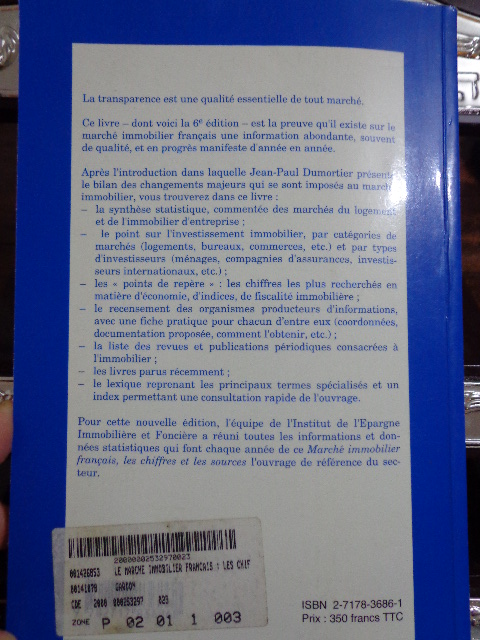 La transparence est une qualité essentielle de tout marché.
Ce livre – dont voici la 6e édition – est la preuve qu'il existe sur le
marché immobilier français une information abondante, souvent
de qualité, et en progrès manifeste d'année en année.
Après l'introduction dans laquelle Jean-Paul Dumortier présente
le bilan des changements majeurs qui se sont imposés au marché
immobilier, vous trouverez dans ce livre :
– la synthèse statistique, commentée des marchés du logement
et de l'immobilier d'entreprise ;
– le point sur l'investissement immobilier, par catégories de
marchés (logements, bureaux, commerces, etc.) et par types
d'investisseurs (ménages, compagnies d'assurances, investis-
seurs internationaux, etc.) ;
– les « points de repère » : les chiffres les plus recherchés en
matière d'économie, d'indices, de fiscalité immobilière ;
– le recensement des organismes producteurs d'informations,
avec une fiche pratique pour chacun d'entre eux (coordonnées,
documentation proposée, comment l'obtenir, etc.) ;
– la liste des revues et publications périodiques consacrées à
l'immobilier ;
– les livres parus récemment ;
– le lexique reprenant les principaux termes spécialisés et un
index permettant une consultation rapide de l'ouvrage.
Pour cette nouvelle édition, l'équipe de l'Institut de l'Epargne
Immobilière et Foncière a réuni toutes les informations et don-
nées statistiques qui font chaque année de ce Marché immobilier
français, les chiffres et les sources l'ouvrage de référence du sec-
teur.
20000002532970023
001426953 LE MARCHE IMMOBILIER FRANCAIS : LES CHIF
00141079 GARDON
CDE 2000 000253297 023
ZONE P 02 01 1 003
ISBN 2-7178-3686-1
Prix : 350 francs TTC